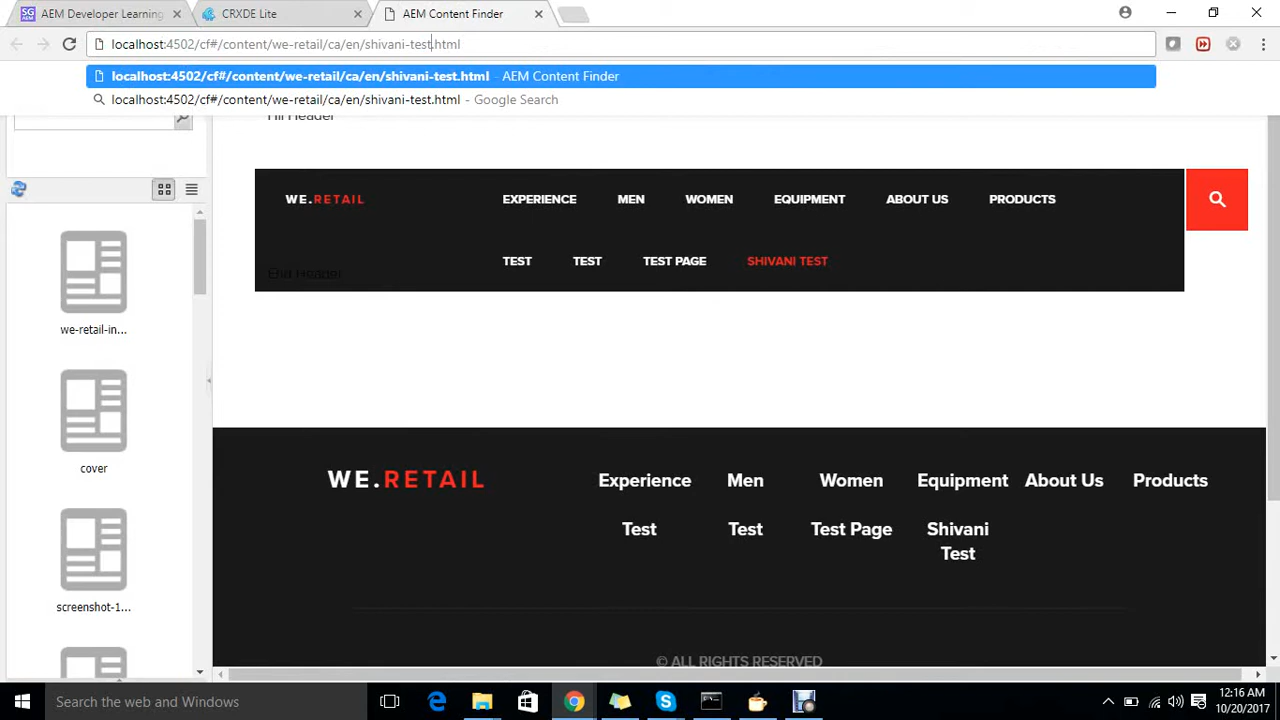 AEM Developer Learning
CRXDE Lite
AEM Content Finder
localhost:4502/cf#/content/we-retail/ca/en/shivani-test.html
localhost:4502/cf#/content/we-retail/ca/en/shivani-test.html - AEM Content Finder
localhost:4502/cf#/content/we-retail/ca/en/shivani-test.html - Google Search
WE.RETAIL
EXPERIENCE MEN WOMEN EQUIPMENT ABOUT US PRODUCTS
TEST TEST TEST PAGE SHIVANI TEST
End Header
we-retail-in...
cover
screenshot-1...
WE.RETAIL
Experience Men Women Equipment About Us Products
Test Test Test Page Shivani
Test
© ALL RIGHTS RESERVED
Search the web and Windows
12:16 AM
10/20/2017